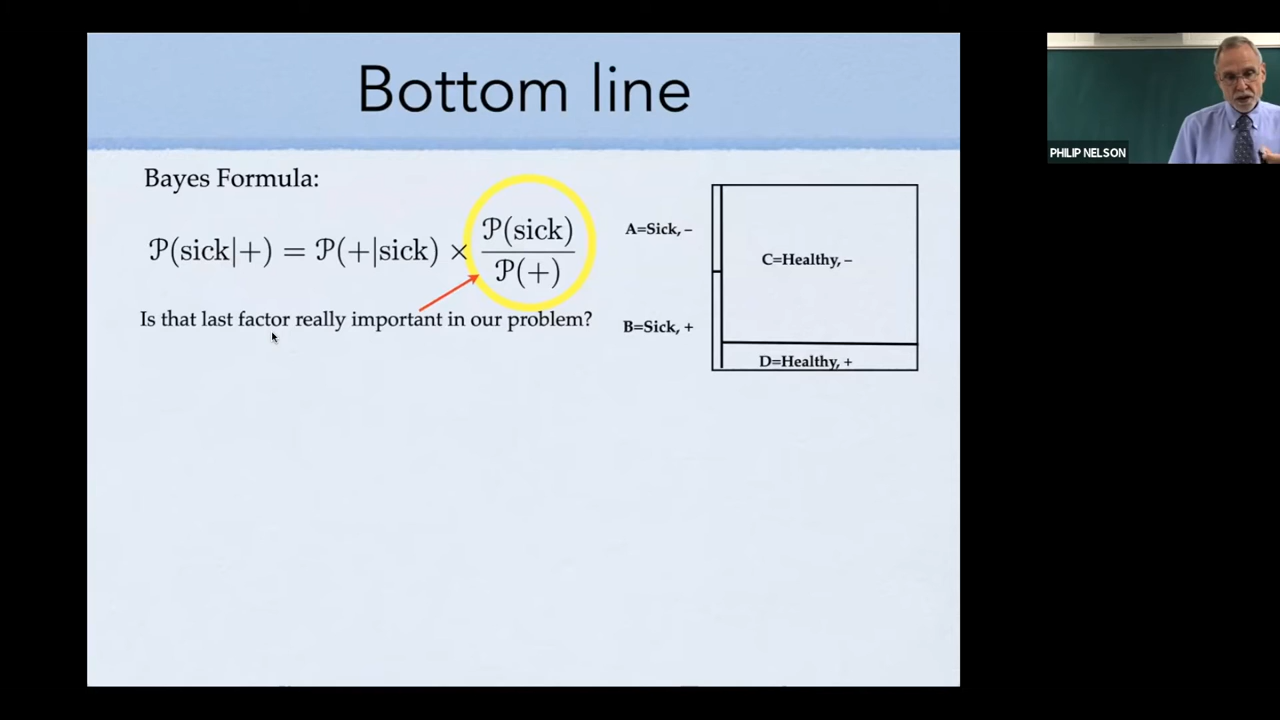 Bottom line
Bayes Formula:
𝒫(sick|+) = 𝒫(+|sick) × 𝒫(sick) / 𝒫(+)
Is that last factor really important in our problem?
A=Sick, –
C=Healthy, –
B=Sick, +
D=Healthy, +
PHILIP NELSON